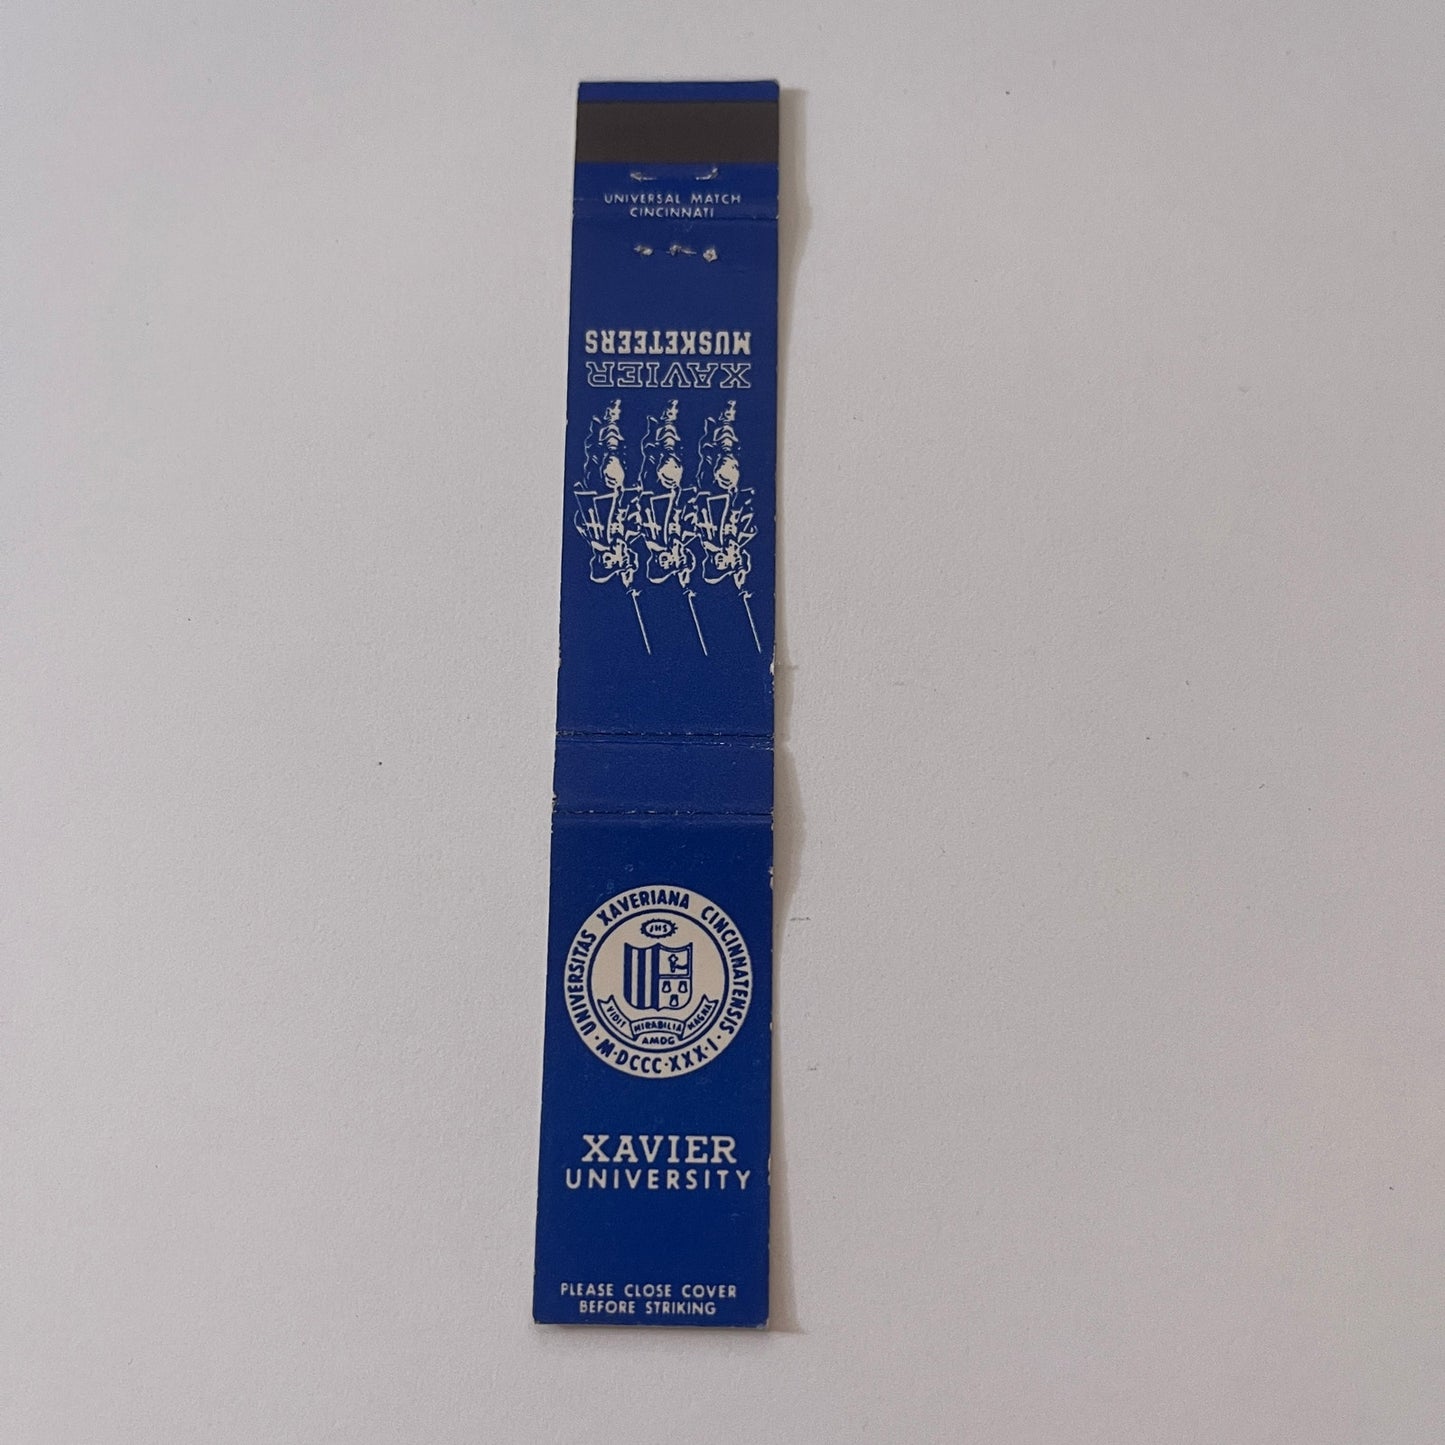 UNIVERSAL MATCH
CINCINNATI
XAVIER
MUSKETEERS
UNIVERSITAS XAVERIANA CINCINNATENSIS
M·DCCC·XXX·I
JHS
VIDIT MIRABILIA MAGNA
AMDG
XAVIER
UNIVERSITY
PLEASE CLOSE COVER
BEFORE STRIKING